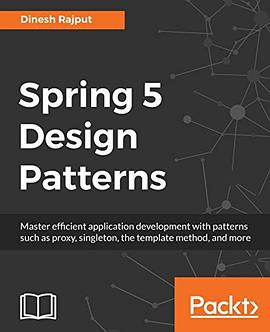 Dinesh Rajput
Spring 5
Design
Patterns
Master efficient application development with patterns
such as proxy, singleton, the template method, and more
Packt>